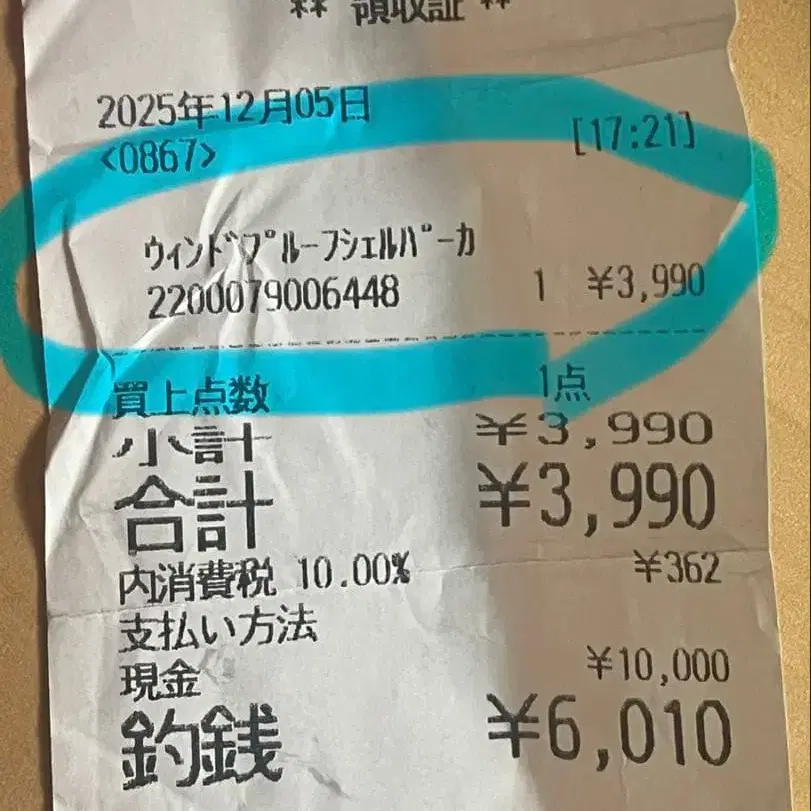 ** 領収証 **
2025年12月05日
<0867> [17:21]
ウィンドプルーフシェルパーカ
2200079006448 1 ¥3,990
買上点数 1点
小計 ¥3,990
合計 ¥3,990
内消費税 10.00% ¥362
支払い方法
現金 ¥10,000
釣銭 ¥6,010